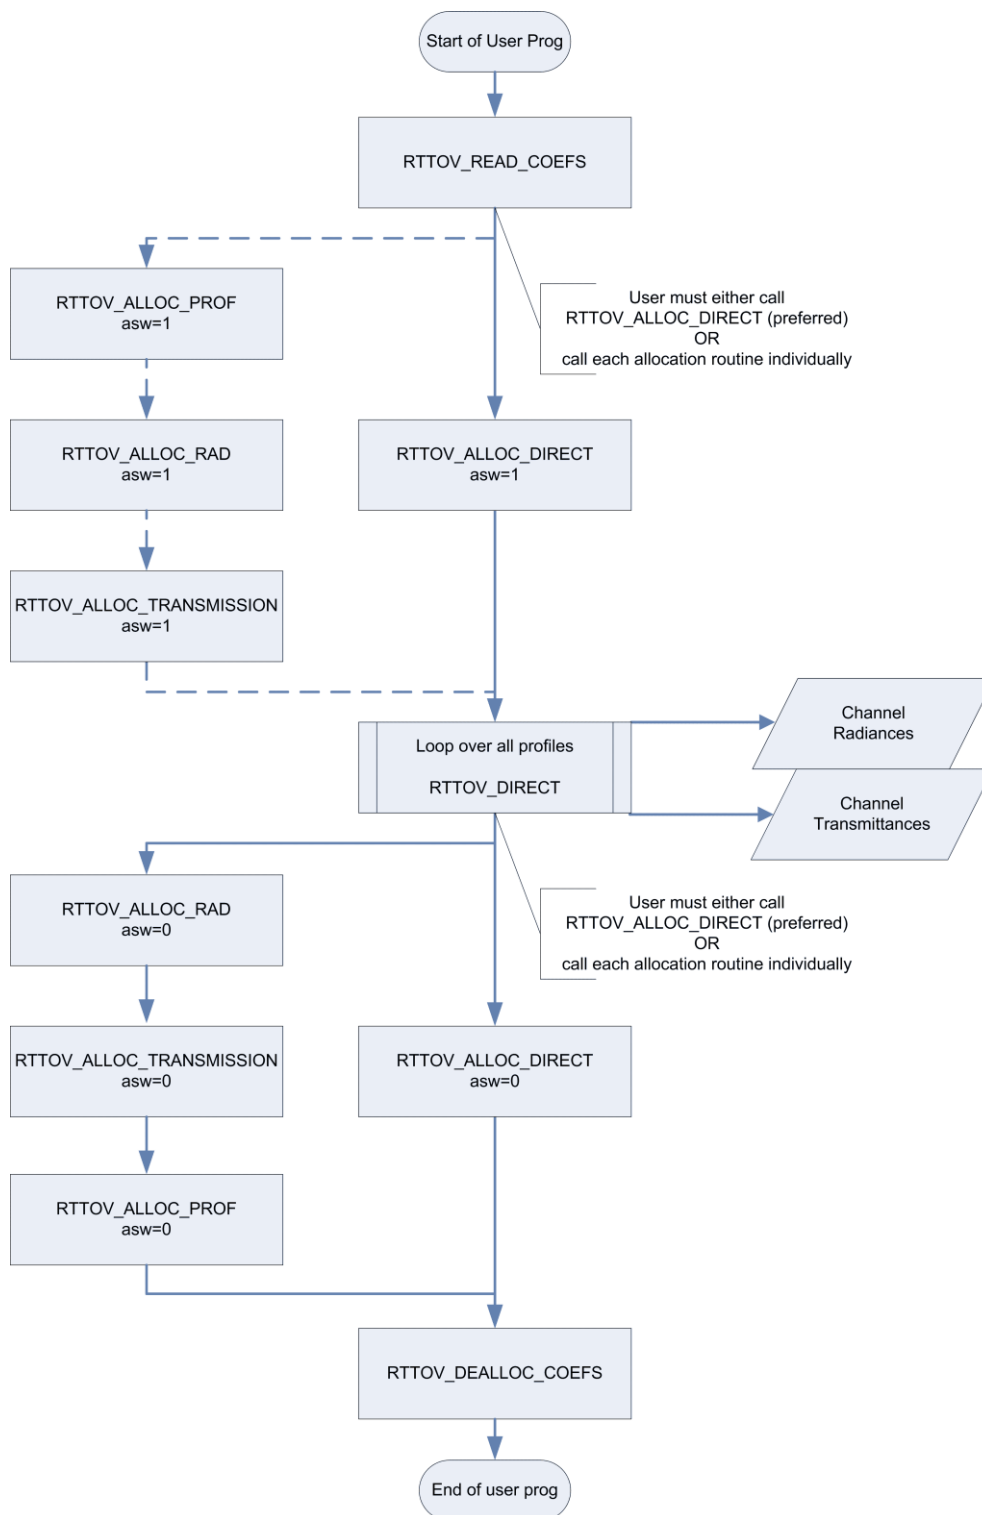 Start of User Prog
RTTOV_READ_COEFS
RTTOV_ALLOC_PROF
asw=1
User must either call
RTTOV_ALLOC_DIRECT (preferred)
OR
call each allocation routine individually
RTTOV_ALLOC_RAD
asw=1
RTTOV_ALLOC_DIRECT
asw=1
RTTOV_ALLOC_TRANSMISSION
asw=1
Loop over all profiles
RTTOV_DIRECT
Channel
Radiances
Channel
Transmittances
RTTOV_ALLOC_RAD
asw=0
User must either call
RTTOV_ALLOC_DIRECT (preferred)
OR
call each allocation routine individually
RTTOV_ALLOC_TRANSMISSION
asw=0
RTTOV_ALLOC_DIRECT
asw=0
RTTOV_ALLOC_PROF
asw=0
RTTOV_DEALLOC_COEFS
End of user prog